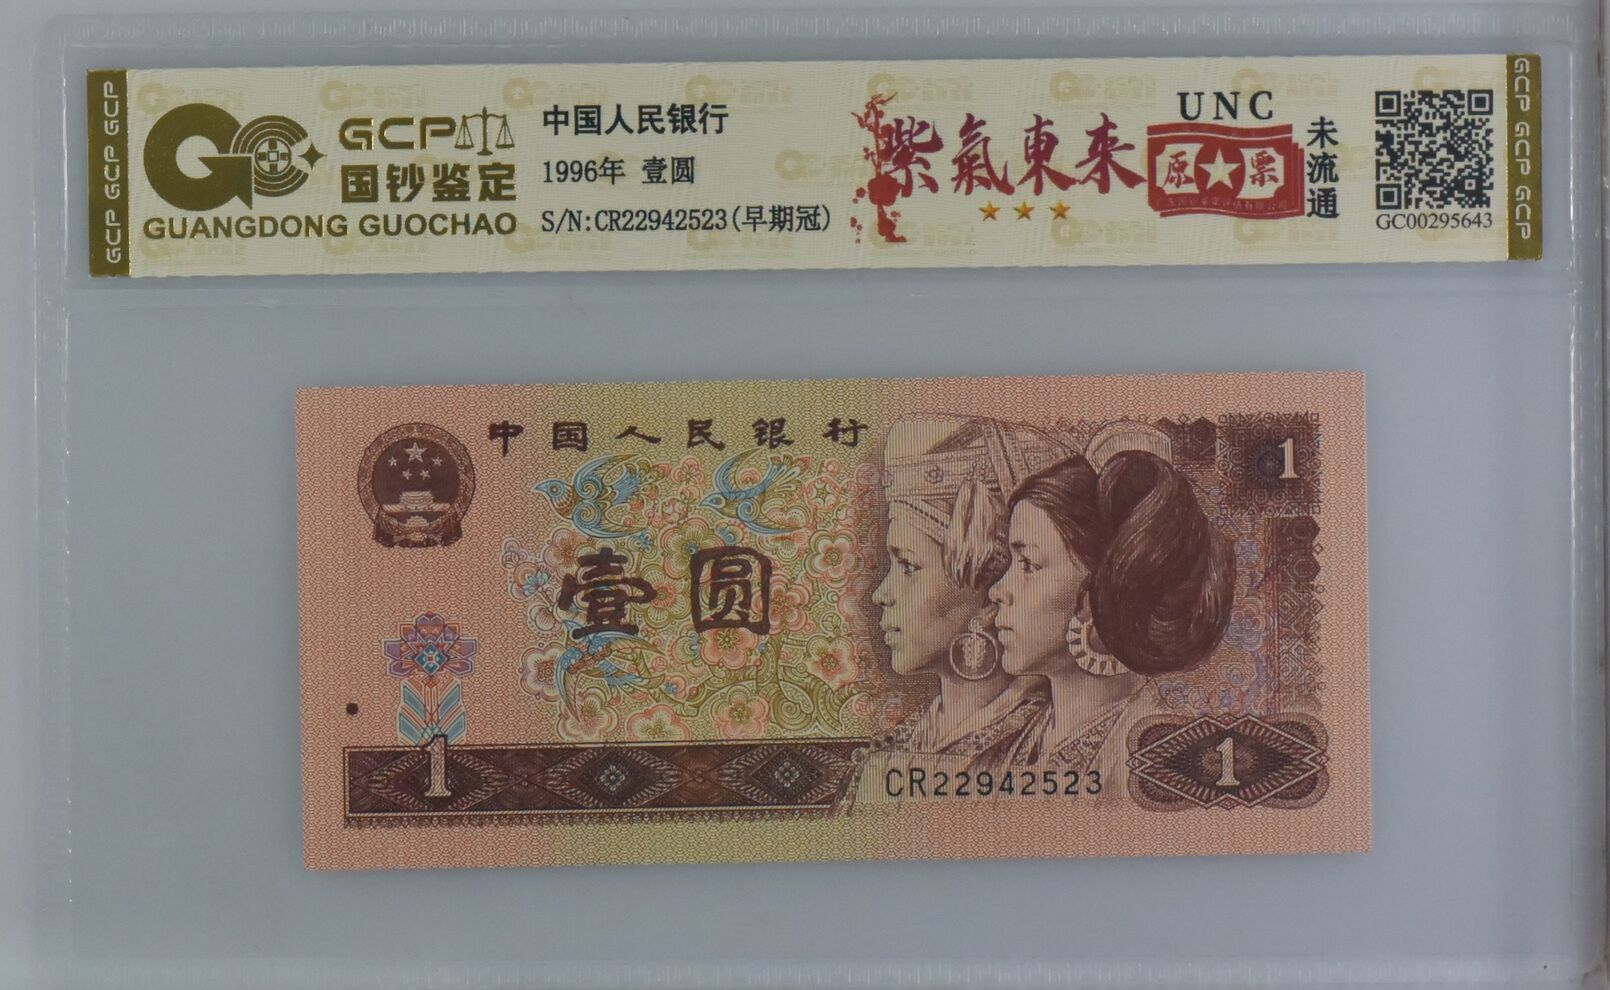 GCP GCP GCP
GCP
国钞鉴定
GUANGDONG GUOCHAO
中国人民银行
1996年 壹圆
S/N:CR22942523(早期冠)
紫氣東来
UNC
原票
未流通
GC00295643
GCP GCP GCP
中国人民银行
1
壹圆
1
CR22942523
1